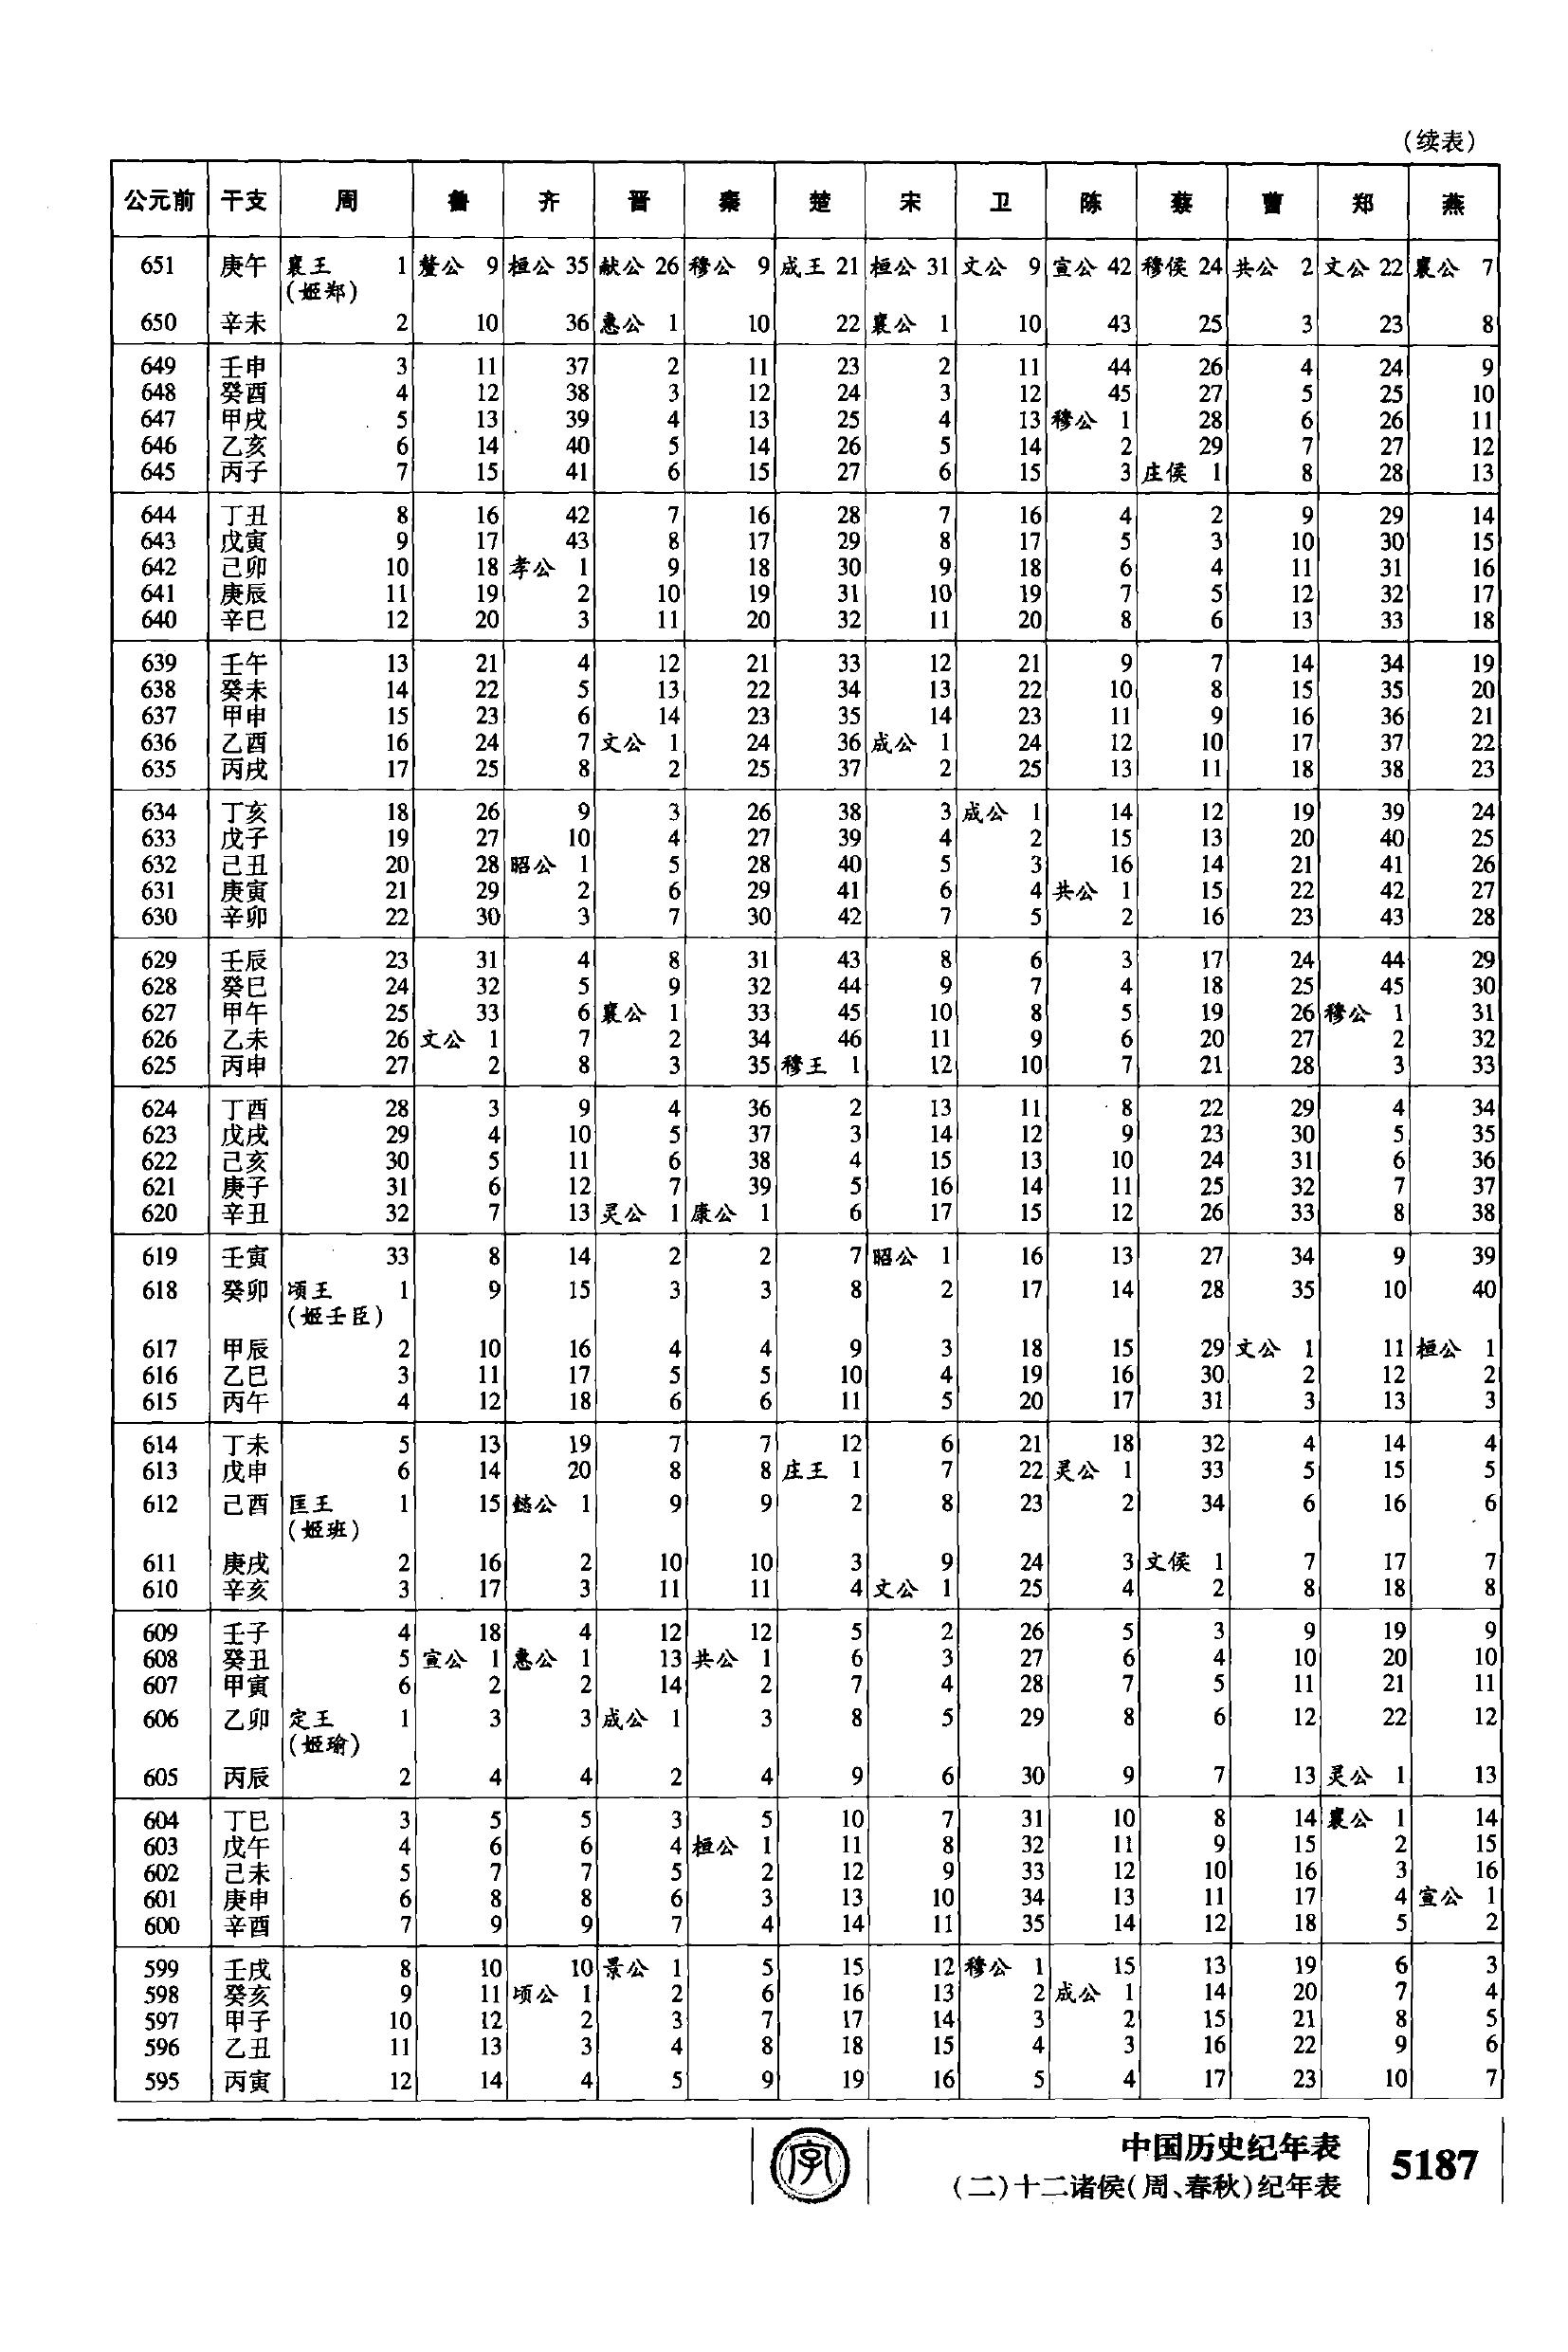 (续表)
公元前 干支 周 鲁 齐 晋 秦 楚 宋 卫 陈 蔡 曹 郑 燕
651 庚午 襄王 1 釐公 9 桓公 35 献公 26 穆公 9 成王 21 桓公 31 文公 9 宣公 42 穆侯 24 共公 2 文公 22 襄公 7
(姬郑)
650 辛未 2 10 36 惠公 1 10 22 襄公 1 10 43 25 3 23 8
649 壬申 3 11 37 2 11 23 2 11 44 26 4 24 9
648 癸酉 4 12 38 3 12 24 3 12 45 27 5 25 10
647 甲戌 5 13 39 4 13 25 4 13 穆公 1 28 6 26 11
646 乙亥 6 14 40 5 14 26 5 14 2 29 7 27 12
645 丙子 7 15 41 6 15 27 6 15 3 庄侯 1 8 28 13
644 丁丑 8 16 42 7 16 28 7 16 4 2 9 29 14
643 戊寅 9 17 43 8 17 29 8 17 5 3 10 30 15
642 己卯 10 18 孝公 1 9 18 30 9 18 6 4 11 31 16
641 庚辰 11 19 2 10 19 31 10 19 7 5 12 32 17
640 辛巳 12 20 3 11 20 32 11 20 8 6 13 33 18
639 壬午 13 21 4 12 21 33 12 21 9 7 14 34 19
638 癸未 14 22 5 13 22 34 13 22 10 8 15 35 20
637 甲申 15 23 6 14 23 35 14 23 11 9 16 36 21
636 乙酉 16 24 7 文公 1 24 36 成公 1 24 12 10 17 37 22
635 丙戌 17 25 8 2 25 37 2 25 13 11 18 38 23
634 丁亥 18 26 9 3 26 38 3 成公 1 14 12 19 39 24
633 戊子 19 27 10 4 27 39 4 2 15 13 20 40 25
632 己丑 20 28 昭公 1 5 28 40 5 3 16 14 21 41 26
631 庚寅 21 29 2 6 29 41 6 4 共公 1 15 22 42 27
630 辛卯 22 30 3 7 30 42 7 5 2 16 23 43 28
629 壬辰 23 31 4 8 31 43 8 6 3 17 24 44 29
628 癸巳 24 32 5 9 32 44 9 7 4 18 25 45 30
627 甲午 25 33 6 襄公 1 33 45 10 8 5 19 26 穆公 1 31
626 乙未 26 文公 1 7 2 34 46 11 9 6 20 27 2 32
625 丙申 27 2 8 3 35 穆王 1 12 10 7 21 28 3 33
624 丁酉 28 3 9 4 36 2 13 11 8 22 29 4 34
623 戊戌 29 4 10 5 37 3 14 12 9 23 30 5 35
622 己亥 30 5 11 6 38 4 15 13 10 24 31 6 36
621 庚子 31 6 12 7 39 5 16 14 11 25 32 7 37
620 辛丑 32 7 13 灵公 1 康公 1 6 17 15 12 26 33 8 38
619 壬寅 33 8 14 2 2 7 昭公 1 16 13 27 34 9 39
618 癸卯 顷王 1 9 15 3 3 8 2 17 14 28 35 10 40
(姬壬臣)
617 甲辰 2 10 16 4 4 9 3 18 15 29 文公 1 11 桓公 1
616 乙巳 3 11 17 5 5 10 4 19 16 30 2 12 2
615 丙午 4 12 18 6 6 11 5 20 17 31 3 13 3
614 丁未 5 13 19 7 7 12 6 21 18 32 4 14 4
613 戊申 6 14 20 8 8 庄王 1 7 22 灵公 1 33 5 15 5
612 己酉 匡王 1 15 懿公 1 9 9 2 8 23 2 34 6 16 6
(姬班)
611 庚戌 2 16 2 10 10 3 9 24 3 文侯 1 7 17 7
610 辛亥 3 17 3 11 11 4 文公 1 25 4 2 8 18 8
609 壬子 4 18 4 12 12 5 2 26 5 3 9 19 9
608 癸丑 5 宣公 1 惠公 1 13 共公 1 6 3 27 6 4 10 20 10
607 甲寅 6 2 2 14 2 7 4 28 7 5 11 21 11
606 乙卯 定王 1 3 3 成公 1 3 8 5 29 8 6 12 22 12
(姬瑜)
605 丙辰 2 4 4 2 4 9 6 30 9 7 13 灵公 1 13
604 丁巳 3 5 5 3 5 10 7 31 10 8 14 襄公 1 14
603 戊午 4 6 6 4 桓公 1 11 8 32 11 9 15 2 15
602 己未 5 7 7 5 2 12 9 33 12 10 16 3 16
601 庚申 6 8 8 6 3 13 10 34 13 11 17 4 宣公 1
600 辛酉 7 9 9 7 4 14 11 35 14 12 18 5 2
599 壬戌 8 10 10 景公 1 5 15 12 穆公 1 15 13 19 6 3
598 癸亥 9 11 顷公 1 2 6 16 13 2 成公 1 14 20 7 4
597 甲子 10 12 2 3 7 17 14 3 2 15 21 8 5
596 乙丑 11 13 3 4 8 18 15 4 3 16 22 9 6
595 丙寅 12 14 4 5 9 19 16 5 4 17 23 10 7
字
中国历史纪年表
(二)十二诸侯(周、春秋)纪年表
5187